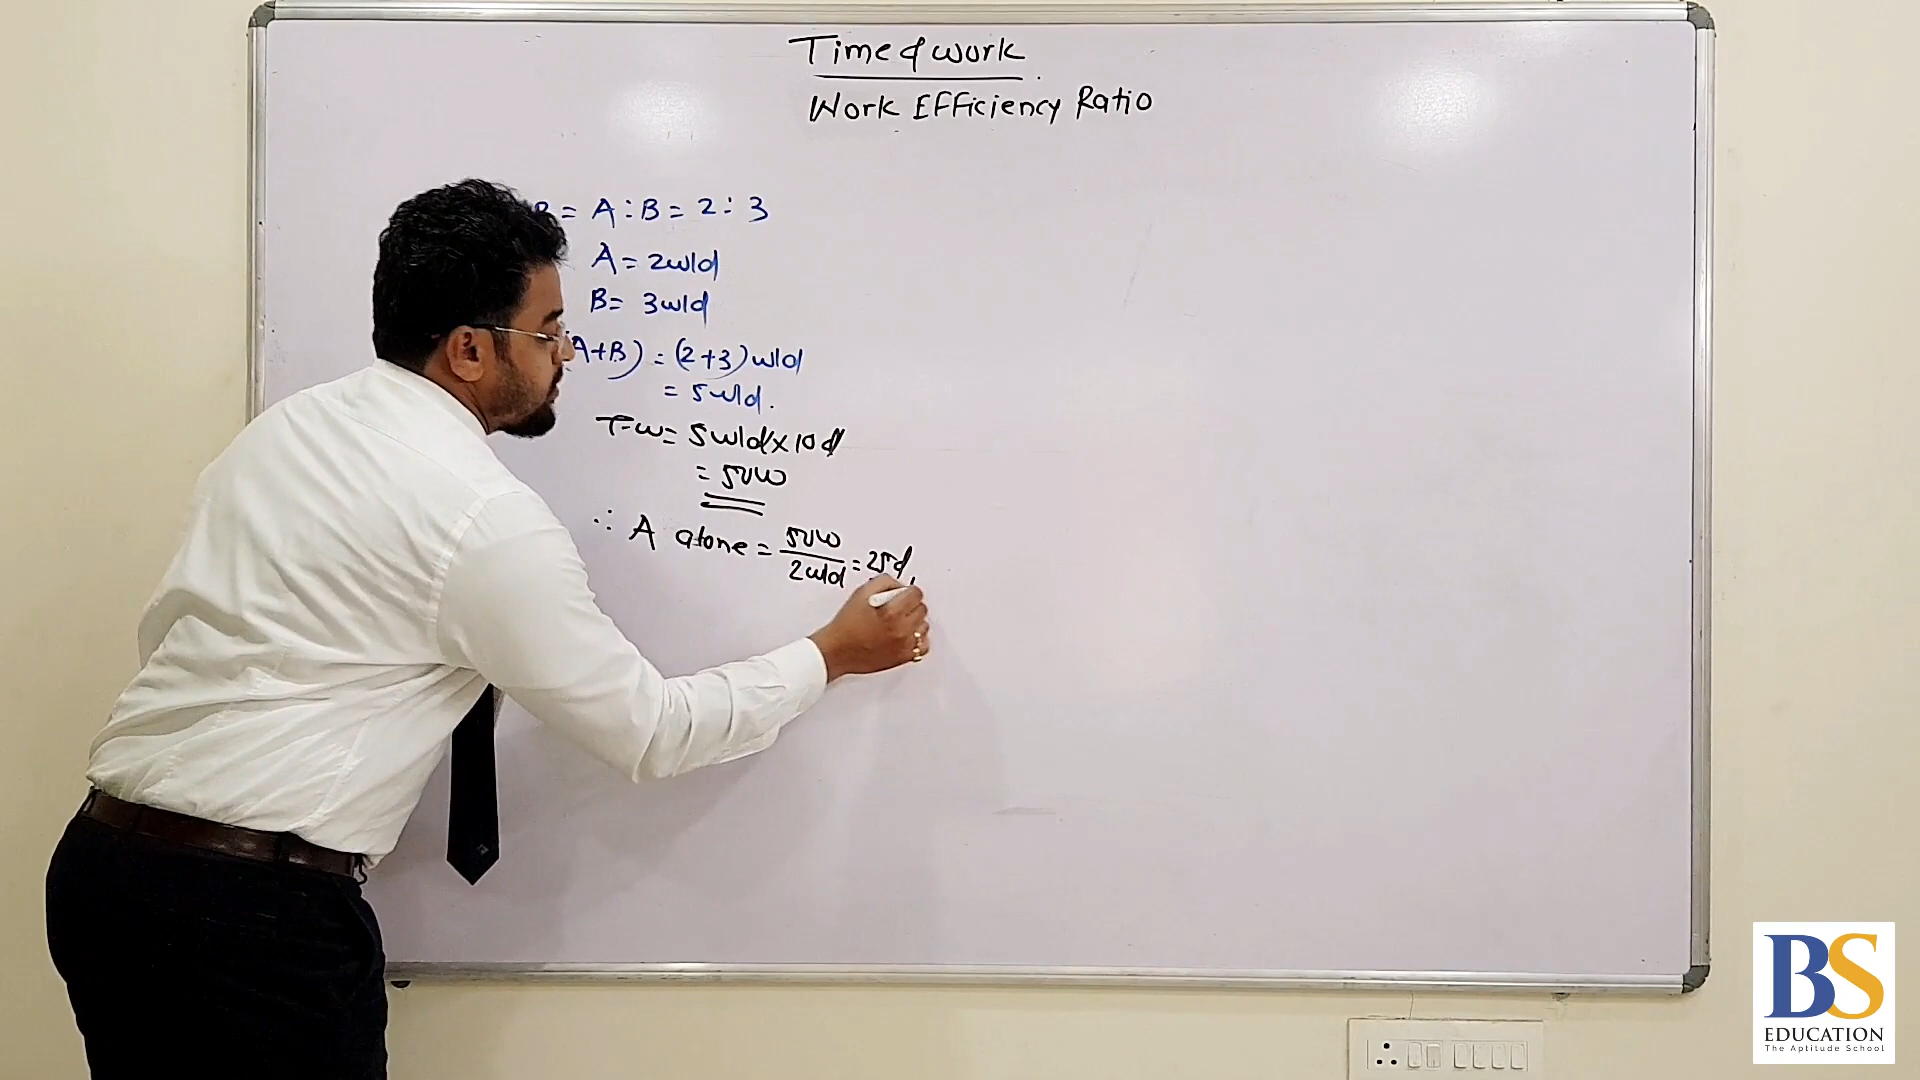 Time & work
Work Efficiency Ratio
B = A : B = 2 : 3
A = 2w/d
B = 3w/d
A+B) = (2+3)w/d
= 5w/d.
T-w = 5w/d x 10d
= 50w
∴ A alone = 50w / 2w/d = 25d
BS
EDUCATION
The Aptitude School